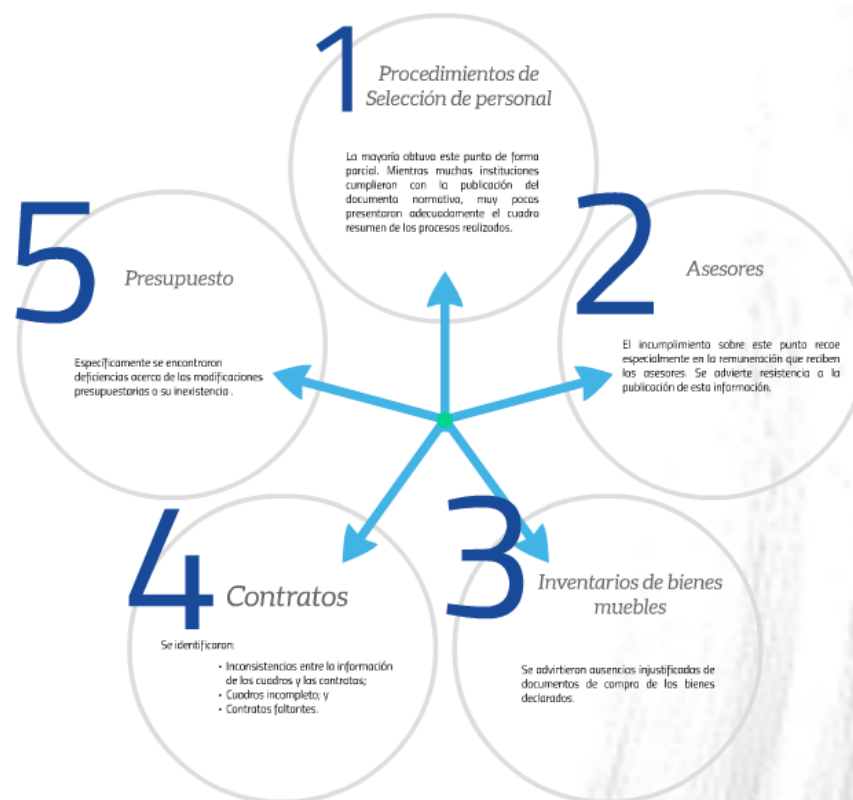 1
Procedimientos de
Selección de personal
La mayoría obtuvo este punto de forma
parcial. Mientras muchas instituciones
cumplieron con la publicación del
documento normativo, muy pocas
presentaron adecuadamente el cuadro
resumen de los procesos realizados.
2
Asesores
El incumplimiento sobre este punto recae
especialmente en la remuneración que reciben
los asesores. Se advierte resistencia a la
publicación de esta información.
3
Inventarios de bienes
muebles
Se advirtieron ausencias injustificadas de
documentos de compra de los bienes
declarados.
4
Contratos
Se identificaron:
• Inconsistencias entre la información
de los cuadros y los contratos;
• Cuadros incompleto; y
• Contratos faltantes.
5
Presupuesto
Específicamente se encontraron
deficiencias acerca de las modificaciones
presupuestarias o su inexistencia .